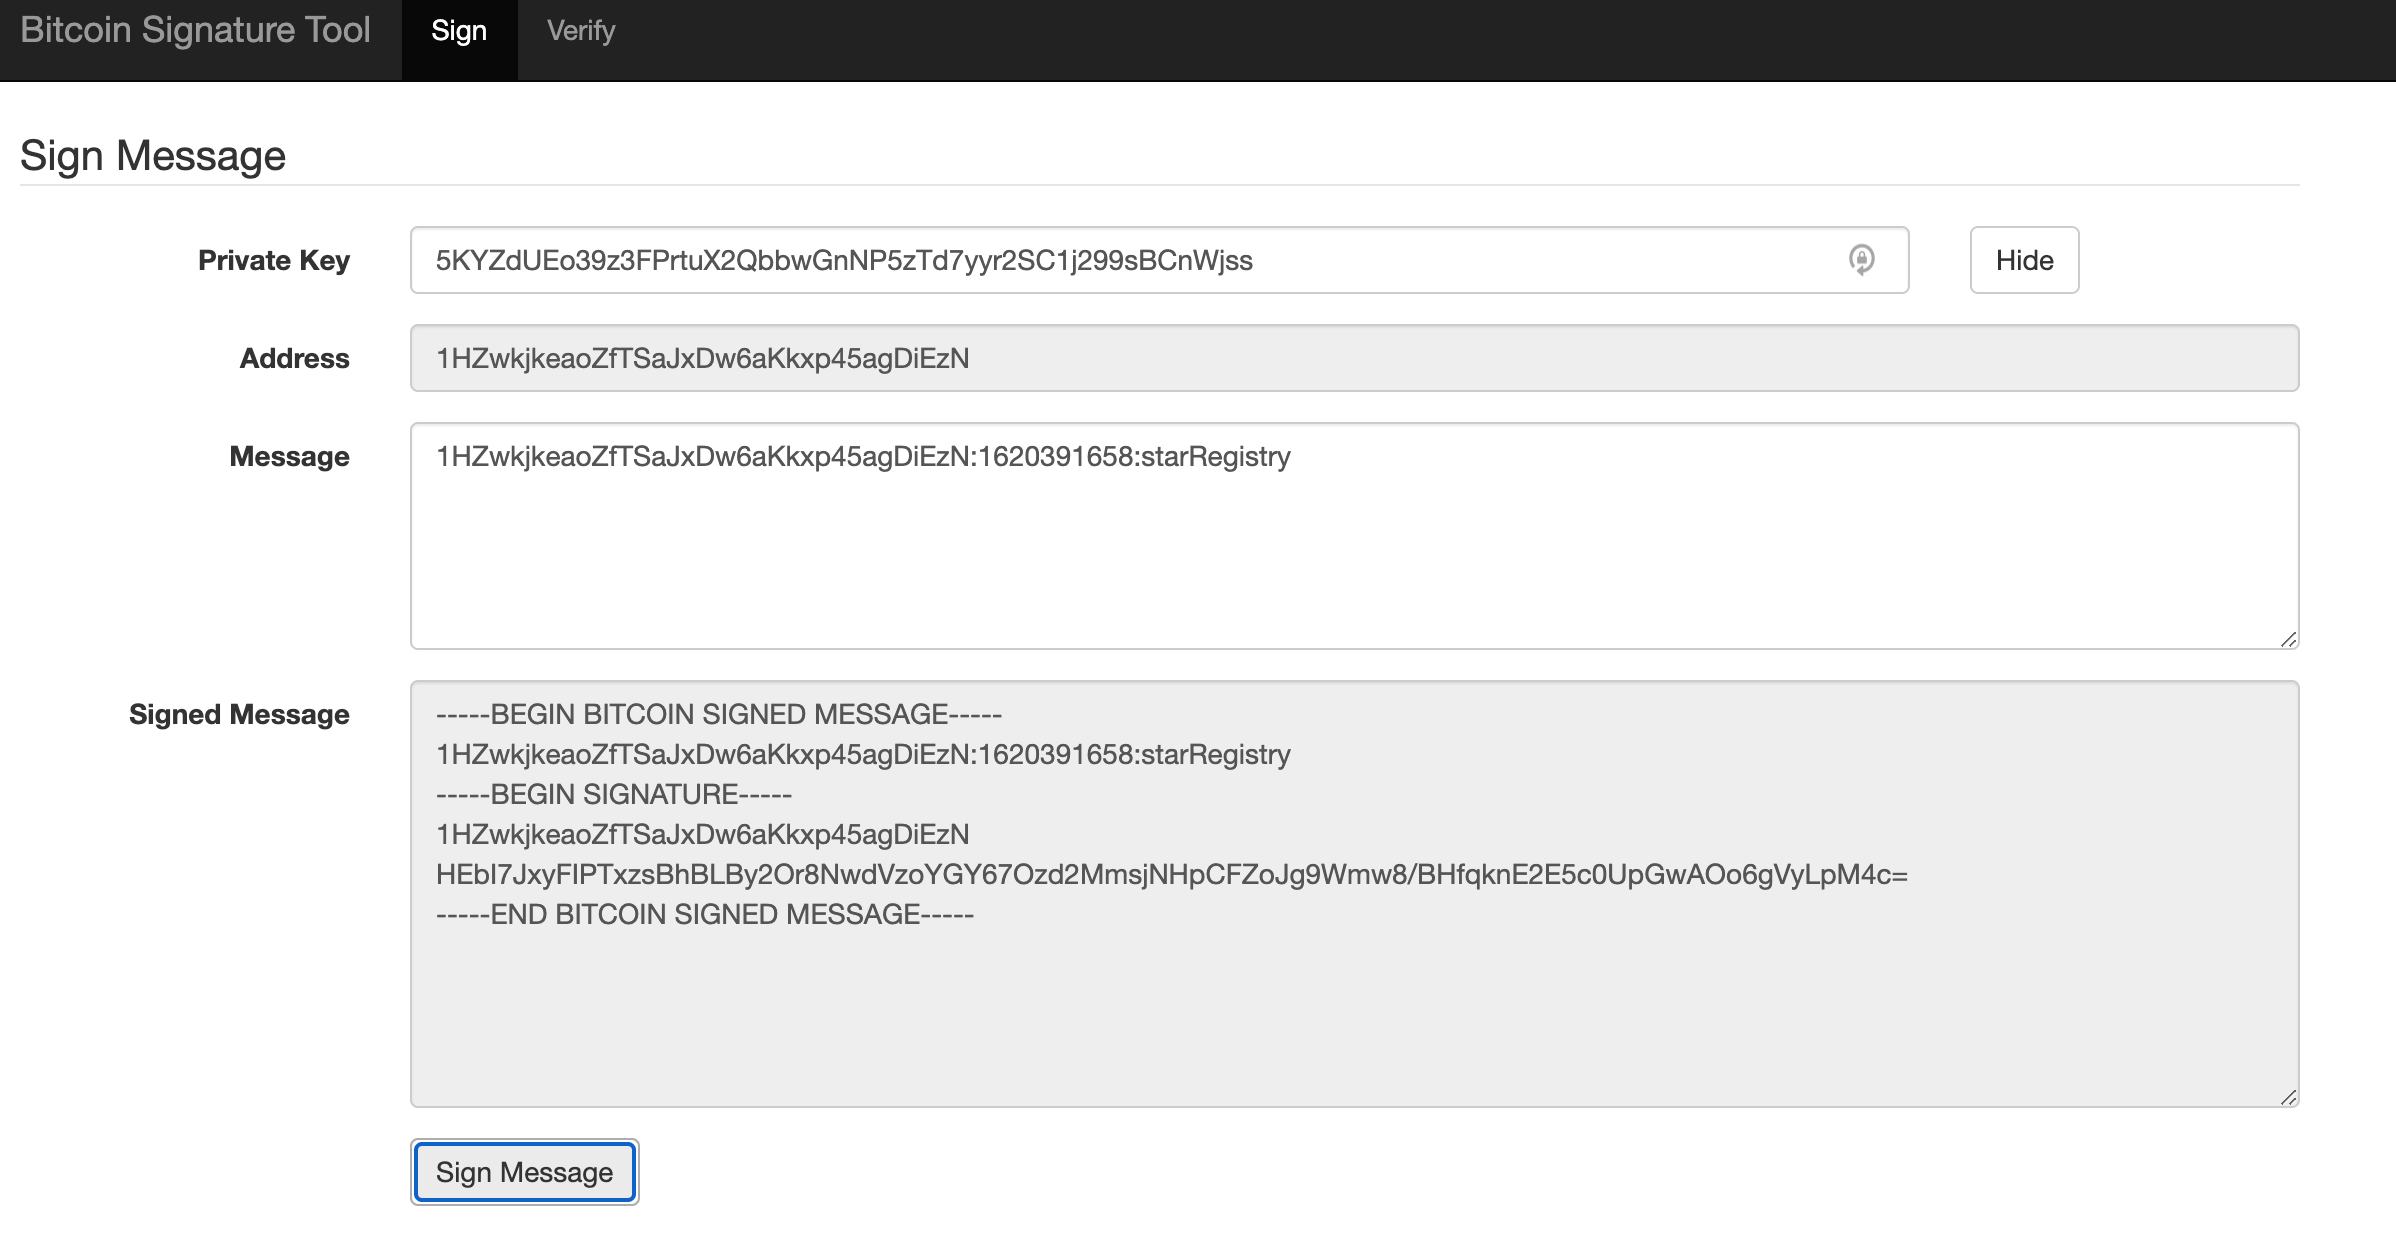 Bitcoin Signature Tool Sign Verify
Sign Message
Private Key 5KYZdUEo39z3FPrtuX2QbbwGnNP5zTd7yyr2SC1j299sBCnWjss Hide
Address 1HZwkjkeaoZfTSaJxDw6aKkxp45agDiEzN
Message 1HZwkjkeaoZfTSaJxDw6aKkxp45agDiEzN:1620391658:starRegistry
Signed Message -----BEGIN BITCOIN SIGNED MESSAGE-----
1HZwkjkeaoZfTSaJxDw6aKkxp45agDiEzN:1620391658:starRegistry
-----BEGIN SIGNATURE-----
1HZwkjkeaoZfTSaJxDw6aKkxp45agDiEzN
HEbI7JxyFIPTxzsBhBLBy2Or8NwdVzoYGY67Ozd2MmsjNHpCFZoJg9Wmw8/BHfqknE2E5c0UpGwAOo6gVyLpM4c=
-----END BITCOIN SIGNED MESSAGE-----
Sign Message